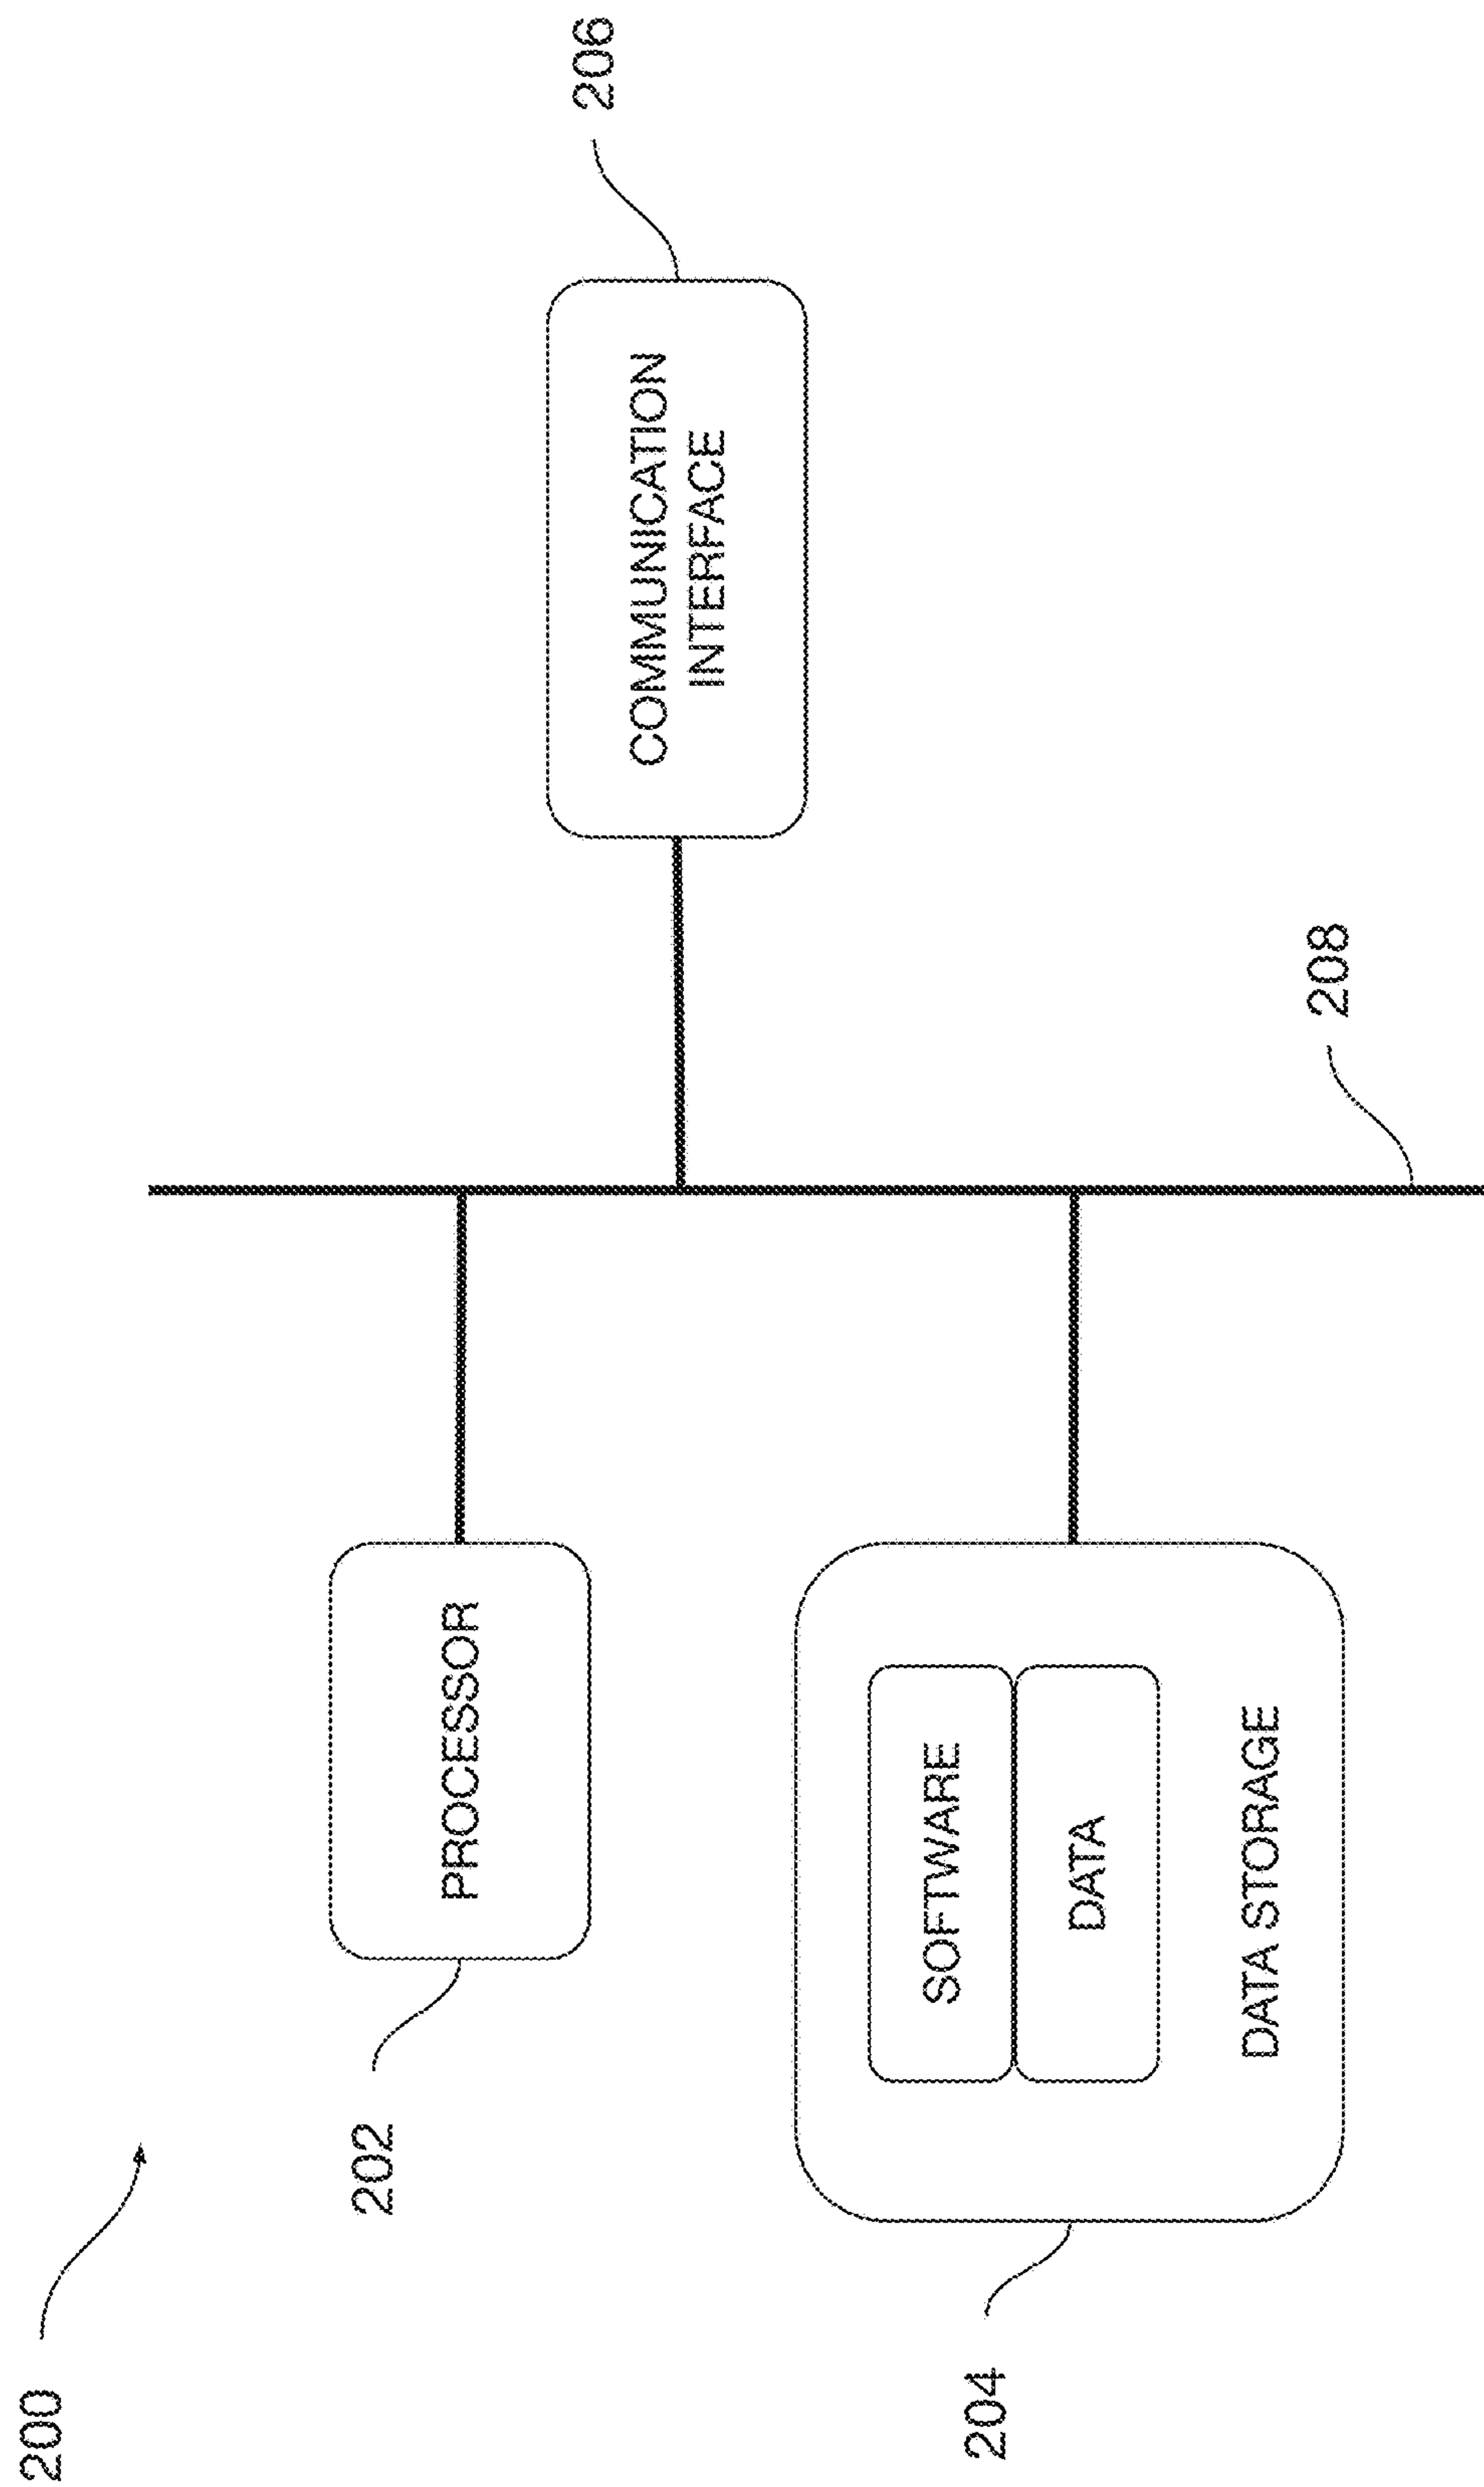 200
202
PROCESSOR
206
COMMUNICATION
INTERFACE
204
SOFTWARE
DATA
DATA STORAGE
208